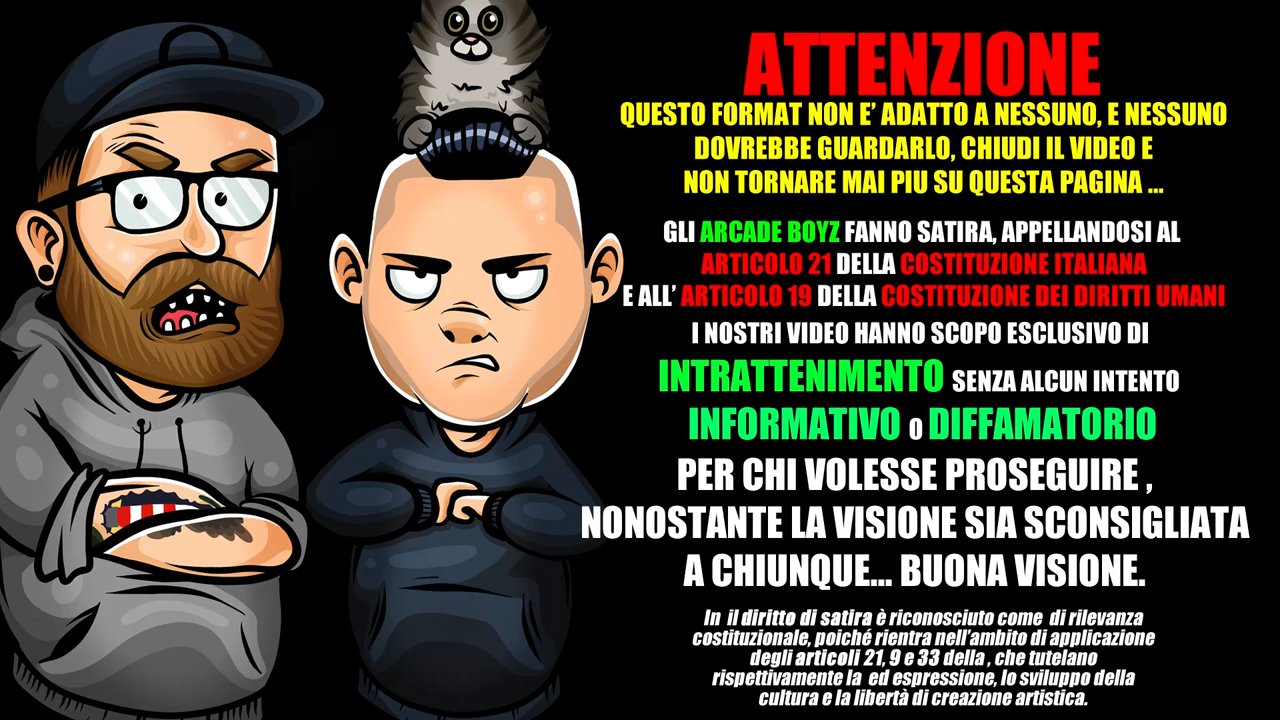 ATTENZIONE
QUESTO FORMAT NON E' ADATTO A NESSUNO, E NESSUNO
DOVREBBE GUARDARLO, CHIUDI IL VIDEO E
NON TORNARE MAI PIU SU QUESTA PAGINA ...
GLI ARCADE BOYZ FANNO SATIRA, APPELLANDOSI AL
ARTICOLO 21 DELLA COSTITUZIONE ITALIANA
E ALL' ARTICOLO 19 DELLA COSTITUZIONE DEI DIRITTI UMANI
I NOSTRI VIDEO HANNO SCOPO ESCLUSIVO DI
INTRATTENIMENTO SENZA ALCUN INTENTO
INFORMATIVO O DIFFAMATORIO
PER CHI VOLESSE PROSEGUIRE ,
NONOSTANTE LA VISIONE SIA SCONSIGLIATA
A CHIUNQUE... BUONA VISIONE.
In il diritto di satira è riconosciuto come di rilevanza
costituzionale, poiché rientra nell'ambito di applicazione
degli articoli 21, 9 e 33 della , che tutelano
rispettivamente la ed espressione, lo sviluppo della
cultura e la libertà di creazione artistica.